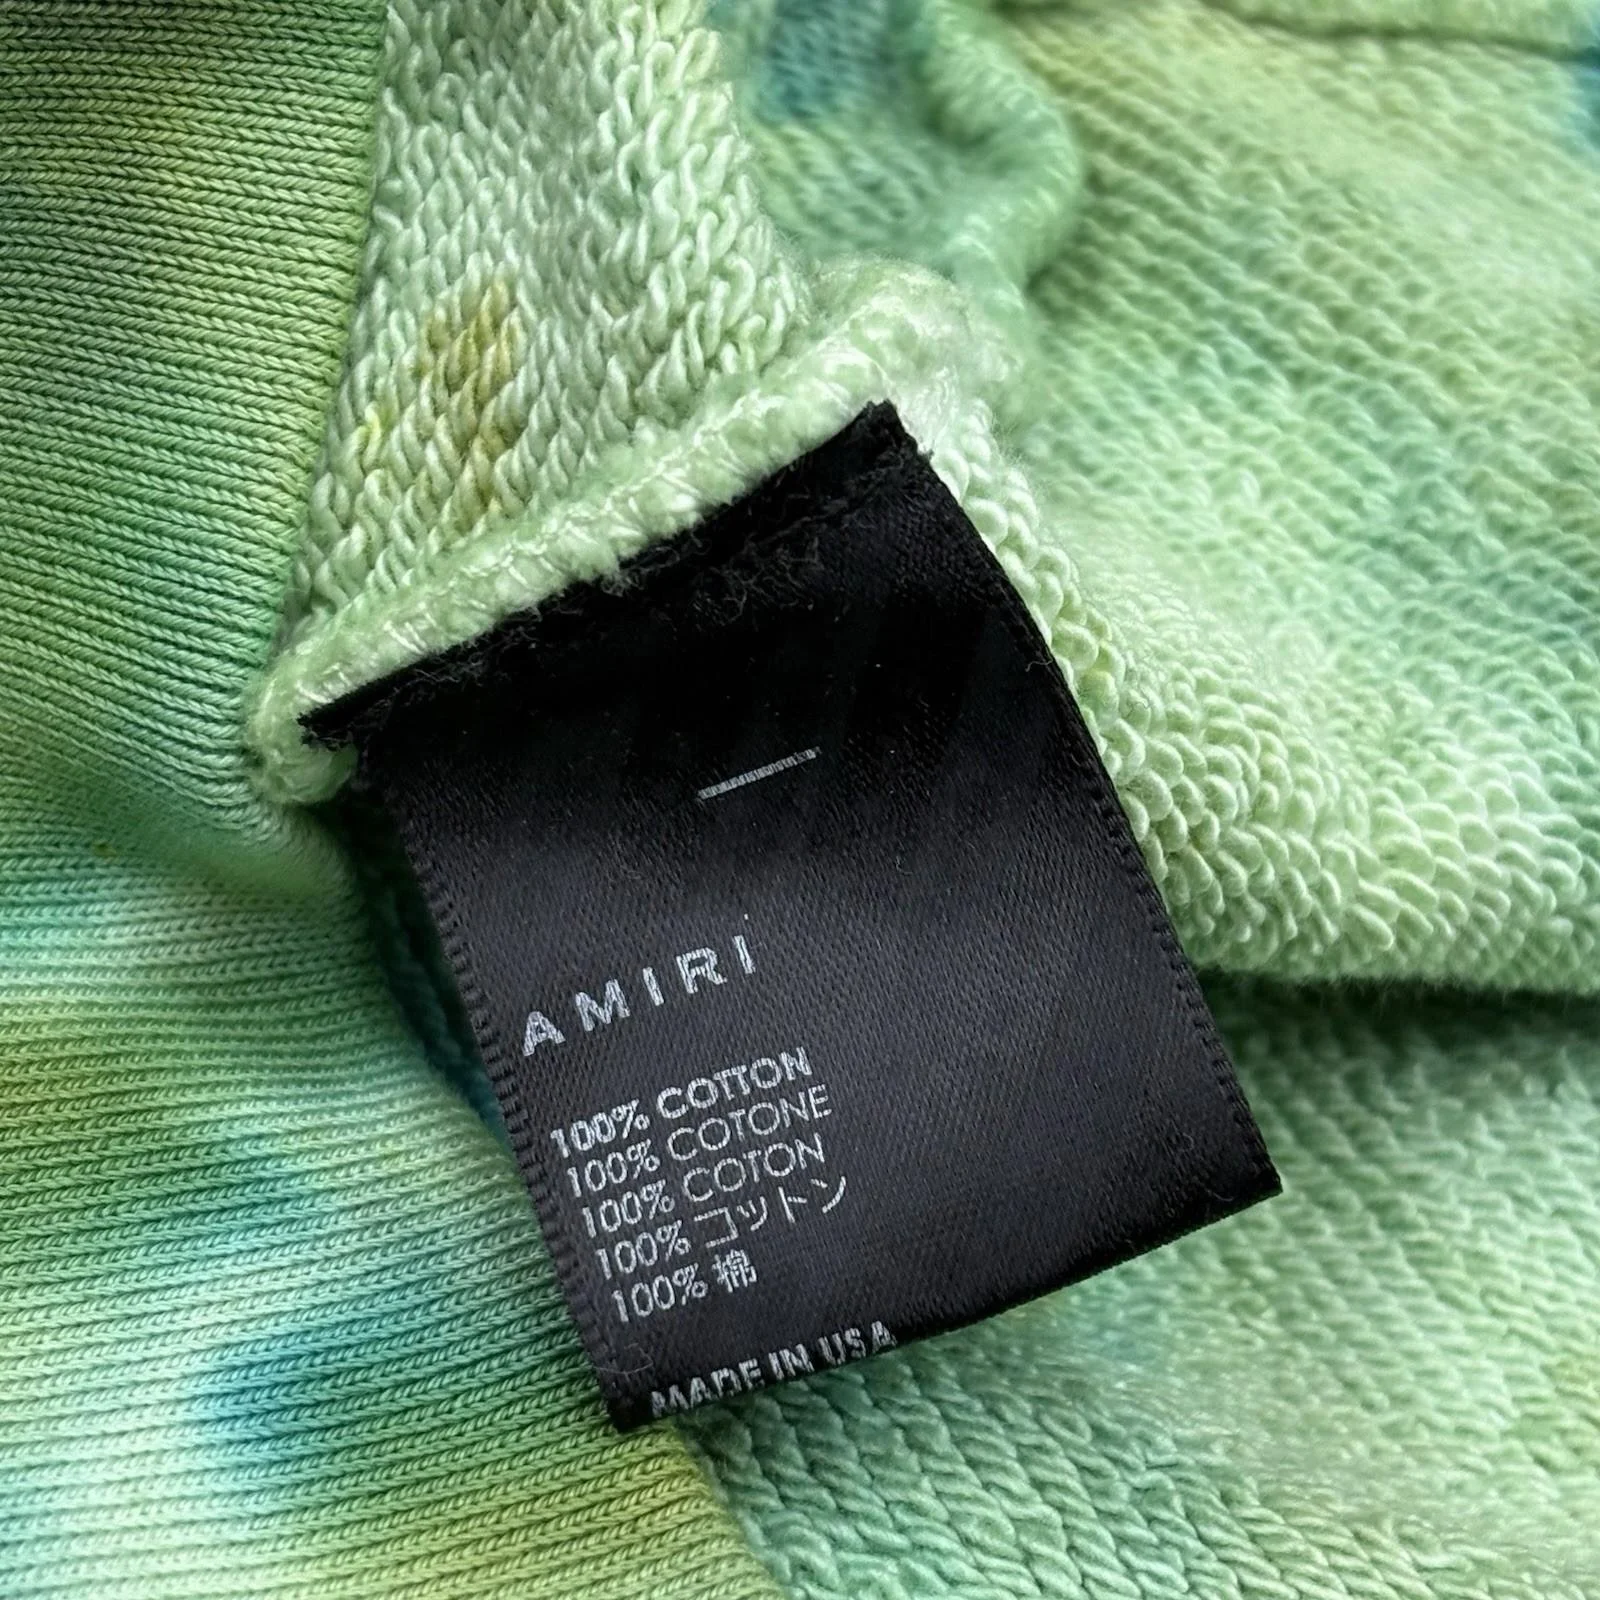 AMIRI
100% COTTON
100% COTONE
100% COTON
100% コットン
100% 棉
MADE IN USA